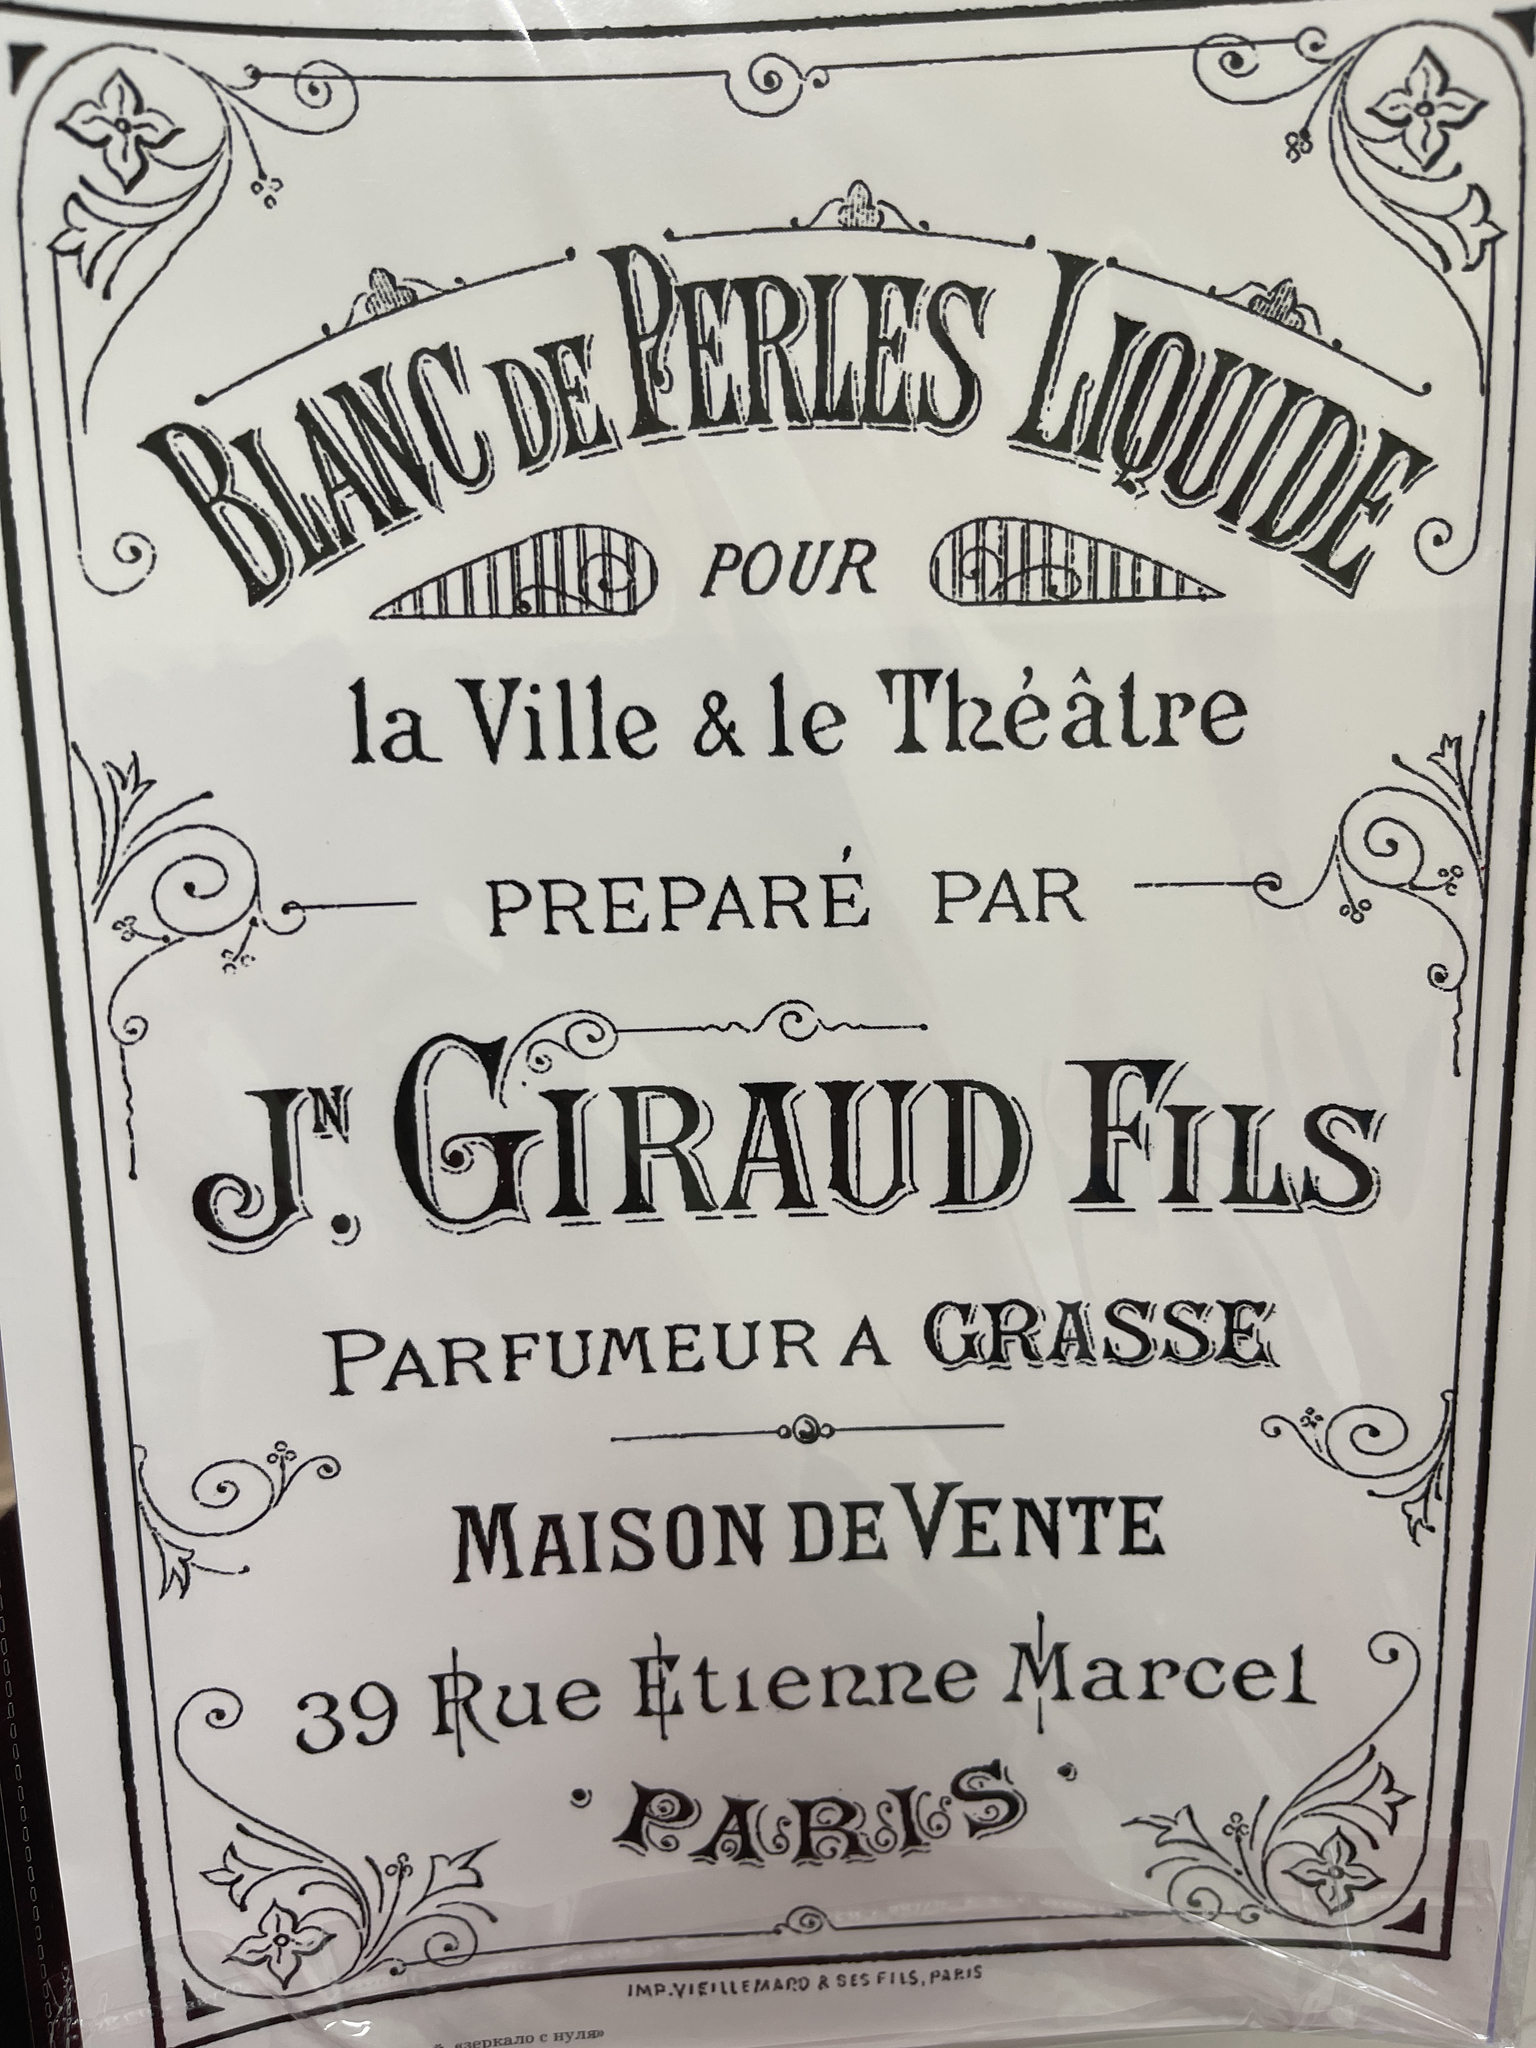 BLANC DE PERLES LIQUIDE
POUR
la Ville & le Théâtre
PREPARÉ PAR
JN. GIRAUD FILS
PARFUMEUR A GRASSE
MAISON DE VENTE
39 Rue Etienne Marcel
PARIS
IMP. VIEILLEMARD & SES FILS, PARIS
«зеркало с нуля»